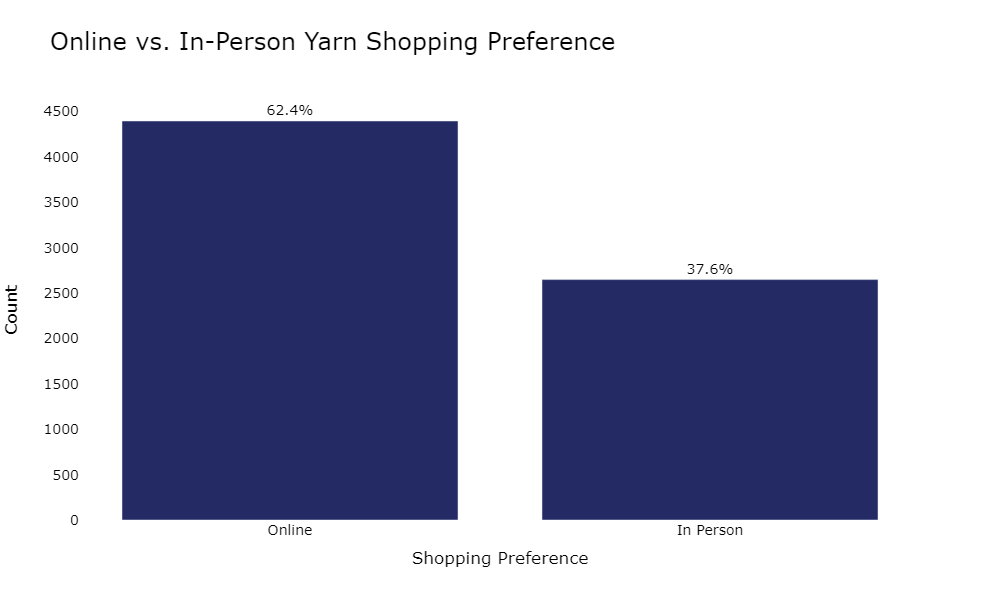 Online vs. In-Person Yarn Shopping Preference
62.4%
37.6%
4500
4000
3500
3000
2500
2000
1500
1000
500
0
Count
Online
In Person
Shopping Preference